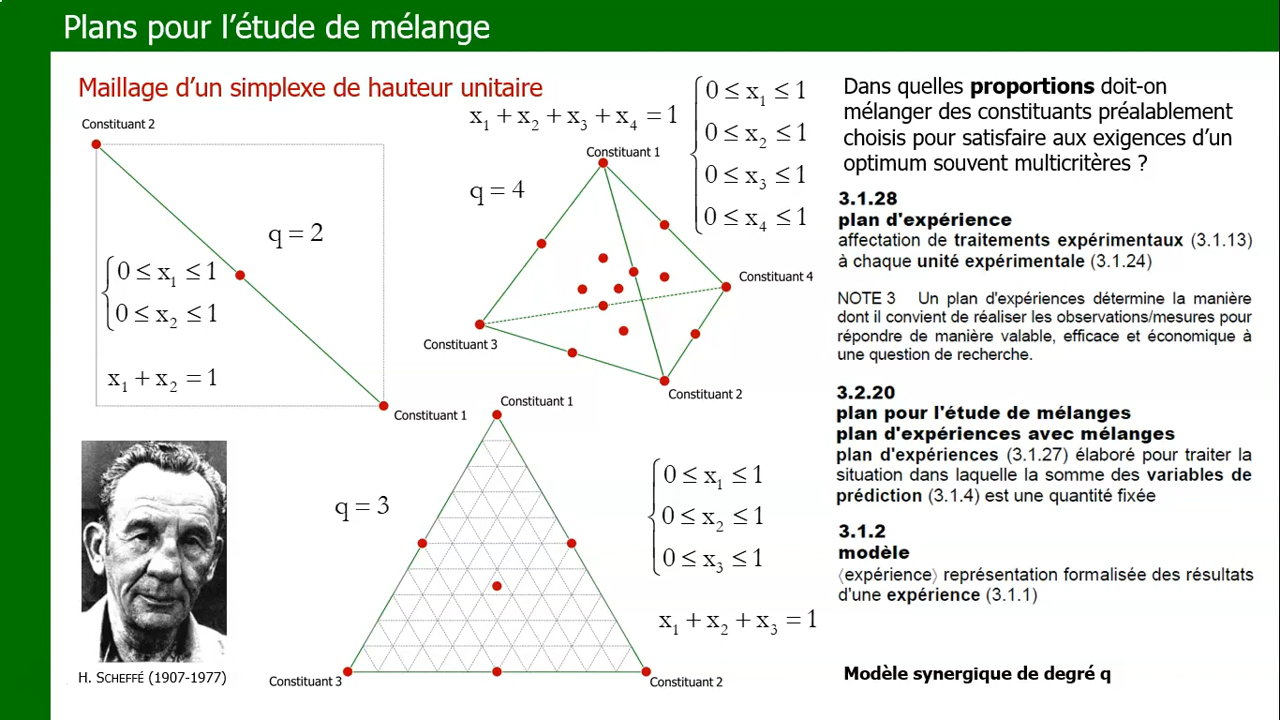 Plans pour l’étude de mélange
Maillage d’un simplexe de hauteur unitaire
Constituant 2
q = 2
0 ≤ x1 ≤ 1
0 ≤ x2 ≤ 1
x1 + x2 = 1
Constituant 1
x1 + x2 + x3 + x4 = 1
0 ≤ x1 ≤ 1
0 ≤ x2 ≤ 1
0 ≤ x3 ≤ 1
0 ≤ x4 ≤ 1
Constituant 1
q = 4
Constituant 4
Constituant 3
Constituant 2
Constituant 1
q = 3
0 ≤ x1 ≤ 1
0 ≤ x2 ≤ 1
0 ≤ x3 ≤ 1
x1 + x2 + x3 = 1
Constituant 3
Constituant 2
H. SCHEFFÉ (1907-1977)
Dans quelles proportions doit-on
mélanger des constituants préalablement
choisis pour satisfaire aux exigences d’un
optimum souvent multicritères ?
3.1.28
plan d'expérience
affectation de traitements expérimentaux (3.1.13)
à chaque unité expérimentale (3.1.24)
NOTE 3 Un plan d'expériences détermine la manière
dont il convient de réaliser les observations/mesures pour
répondre de manière valable, efficace et économique à
une question de recherche.
3.2.20
plan pour l'étude de mélanges
plan d'expériences avec mélanges
plan d'expériences (3.1.27) élaboré pour traiter la
situation dans laquelle la somme des variables de
prédiction (3.1.4) est une quantité fixée
3.1.2
modèle
⟨expérience⟩ représentation formalisée des résultats
d'une expérience (3.1.1)
Modèle synergique de degré q